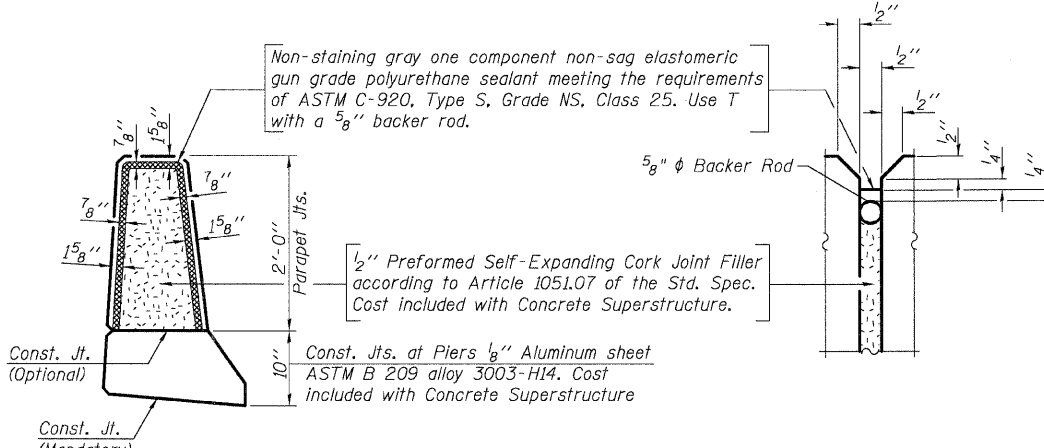 Non-staining gray one component non-sag elastomeric
gun grade polyurethane sealant meeting the requirements
of ASTM C-920, Type S, Grade NS, Class 25. Use T
with a 5/8" backer rod.
7/8"
1 5/8"
7/8"
7/8"
1 5/8"
1 5/8"
2'-0"
Parapet Jts.
10"
1/2" Preformed Self-Expanding Cork Joint Filler
according to Article 1051.07 of the Std. Spec.
Cost included with Concrete Superstructure.
Const. Jt.
(Optional)
Const. Jts. at Piers 1/8" Aluminum sheet
ASTM B 209 alloy 3003-H14. Cost
included with Concrete Superstructure
Const. Jt.
(Mandatory)
1/2"
1/2"
1/2"
1/2"
1/4"
1/4"
5/8" φ Backer Rod